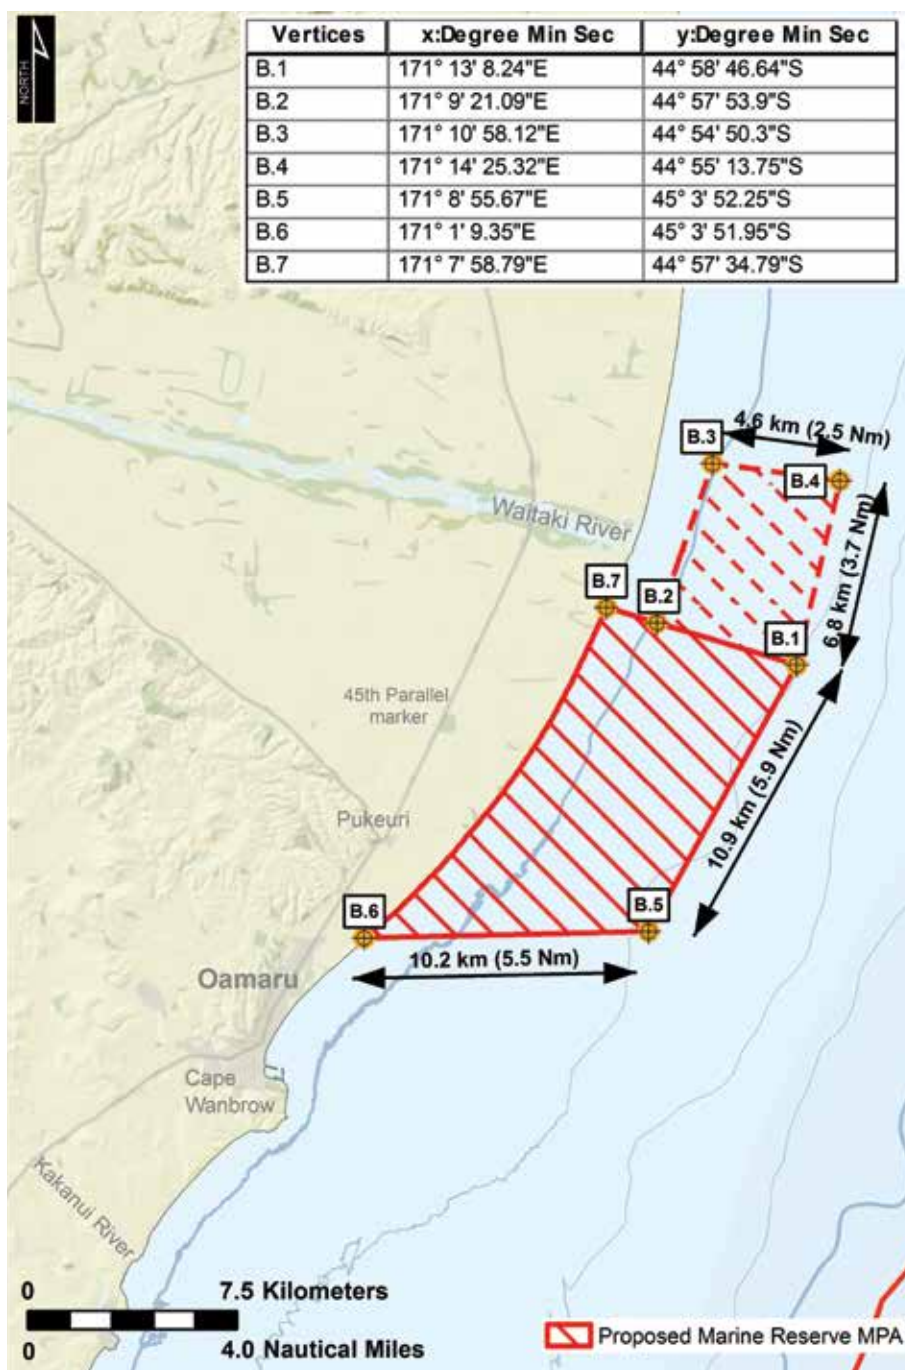 NORTH
Vertices x:Degree Min Sec y:Degree Min Sec
B.1 171° 13' 8.24"E 44° 58' 46.64"S
B.2 171° 9' 21.09"E 44° 57' 53.9"S
B.3 171° 10' 58.12"E 44° 54' 50.3"S
B.4 171° 14' 25.32"E 44° 55' 13.75"S
B.5 171° 8' 55.67"E 45° 3' 52.25"S
B.6 171° 1' 9.35"E 45° 3' 51.95"S
B.7 171° 7' 58.79"E 44° 57' 34.79"S
4.6 km (2.5 Nm)
B.3
B.4
Waitaki River
6.8 km (3.7 Nm)
B.7
B.2
B.1
45th Parallel
marker
10.9 km (5.9 Nm)
Pukeuri
B.6
B.5
10.2 km (5.5 Nm)
Oamaru
Cape
Wanbrow
Kakanui River
0 7.5 Kilometers
0 4.0 Nautical Miles
Proposed Marine Reserve MPA